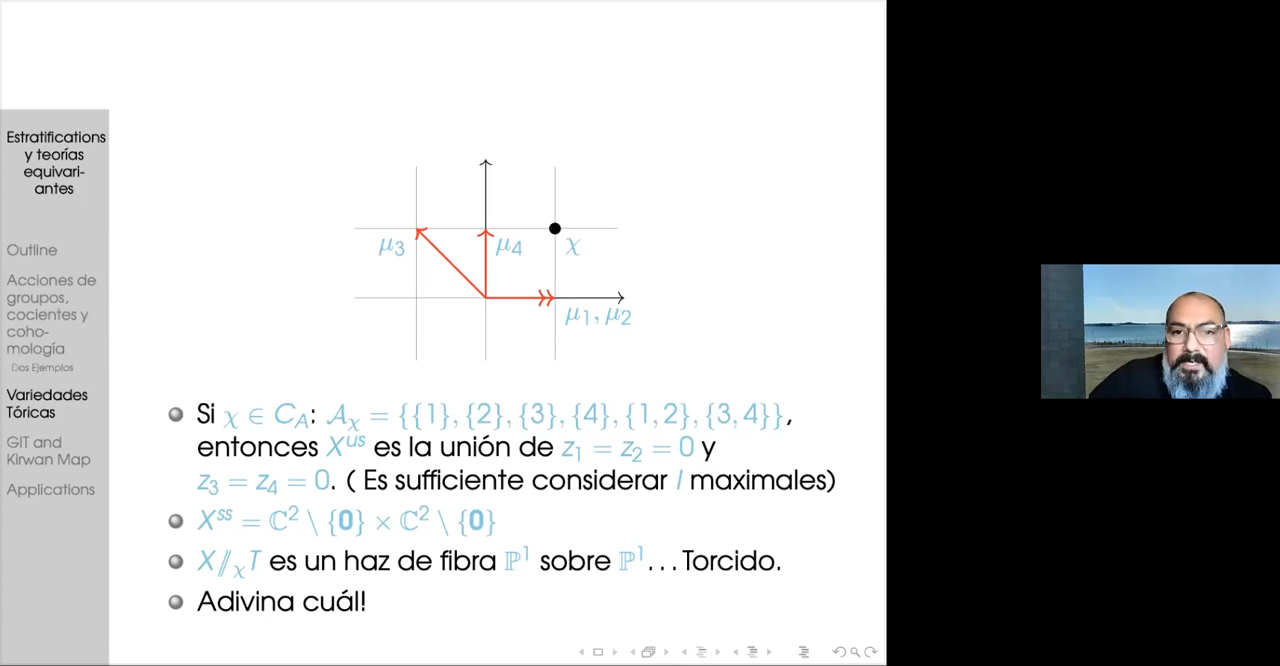 Estratifications
y teorías
equivari-
antes
Outline
Acciones de
grupos,
cocientes y
coho-
mología
Dos Ejemplos
Variedades
Tóricas
GIT and
Kirwan Map
Applications
μ3
μ4
χ
μ1, μ2
Si χ ∈ C_A: 𝒜_χ = {{1}, {2}, {3}, {4}, {1, 2}, {3, 4}},
entonces X^us es la unión de z1 = z2 = 0 y
z3 = z4 = 0. ( Es sufficiente considerar I maximales)
X^ss = ℂ² \ {0} × ℂ² \ {0}
X//_χT es un haz de fibra ℙ¹ sobre ℙ¹...Torcido.
Adivina cuál!